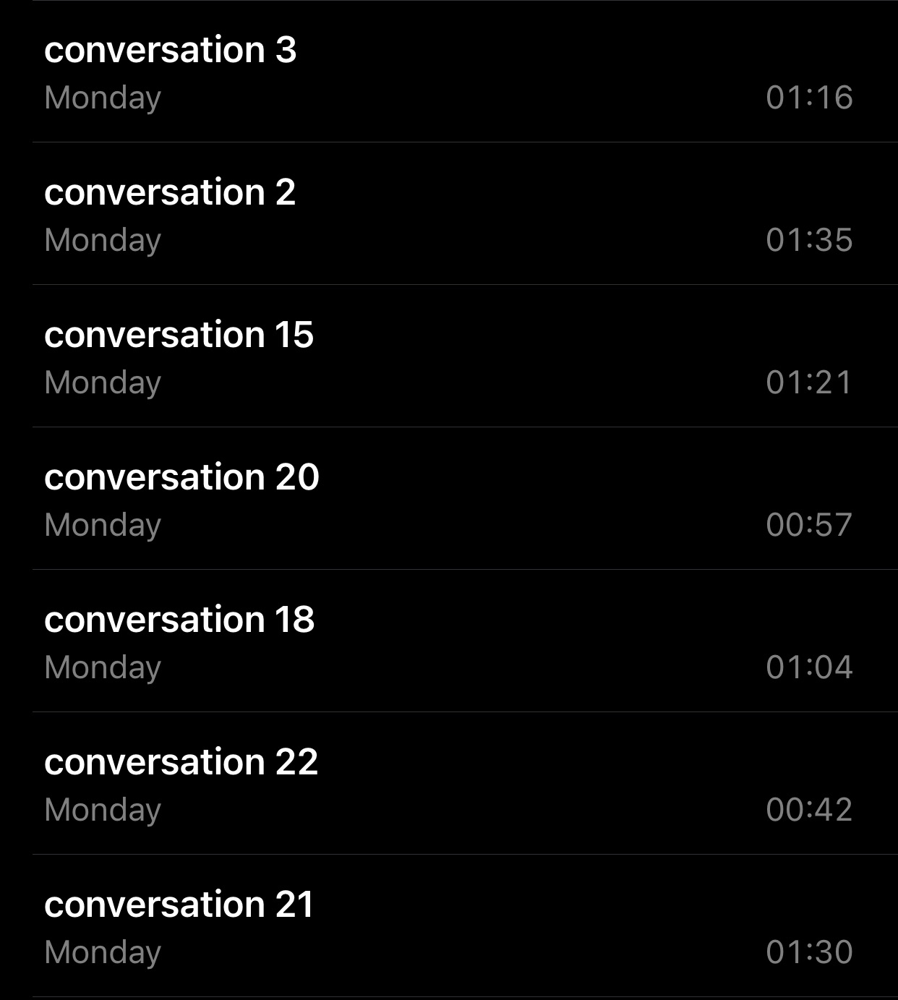 conversation 3
Monday 01:16
conversation 2
Monday 01:35
conversation 15
Monday 01:21
conversation 20
Monday 00:57
conversation 18
Monday 01:04
conversation 22
Monday 00:42
conversation 21
Monday 01:30